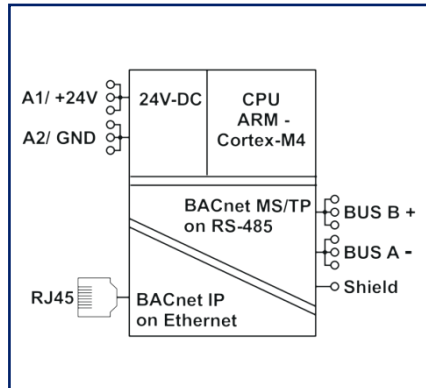 A1/ +24V
24V-DC
CPU
ARM -
Cortex-M4
A2/ GND
BACnet MS/TP
on RS-485
BUS B +
BUS A -
Shield
RJ45
BACnet IP
on Ethernet